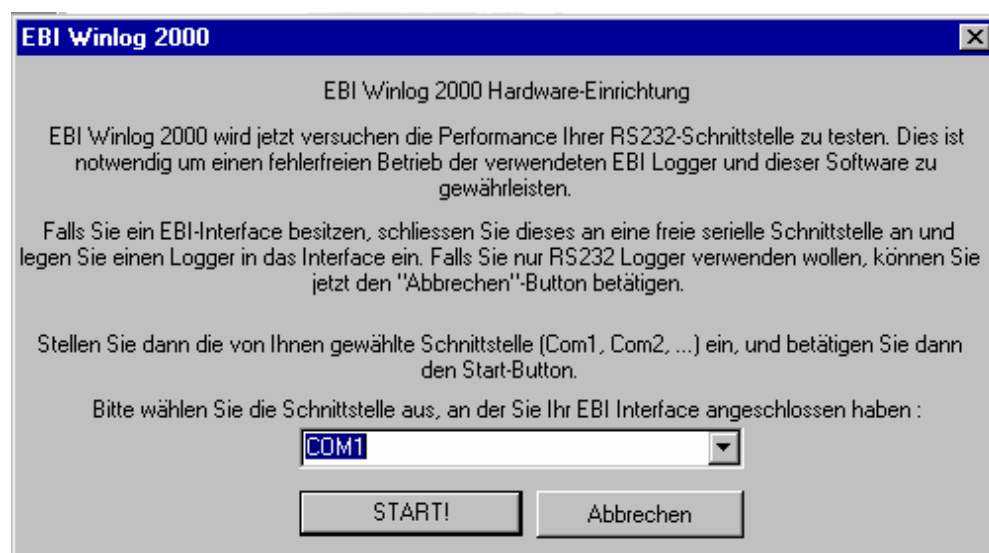 EBI Winlog 2000
EBI Winlog 2000 Hardware-Einrichtung
EBI Winlog 2000 wird jetzt versuchen die Performance Ihrer RS232-Schnittstelle zu testen. Dies ist
notwendig um einen fehlerfreien Betrieb der verwendeten EBI Logger und dieser Software zu
gewährleisten.
Falls Sie ein EBI-Interface besitzen, schliessen Sie dieses an eine freie serielle Schnittstelle an und
legen Sie einen Logger in das Interface ein. Falls Sie nur RS232 Logger verwenden wollen, können Sie
jetzt den "Abbrechen"-Button betätigen.
Stellen Sie dann die von Ihnen gewählte Schnittstelle (Com1, Com2, ...) ein, und betätigen Sie dann
den Start-Button.
Bitte wählen Sie die Schnittstelle aus, an der Sie Ihr EBI Interface angeschlossen haben :
COM1
START!
Abbrechen